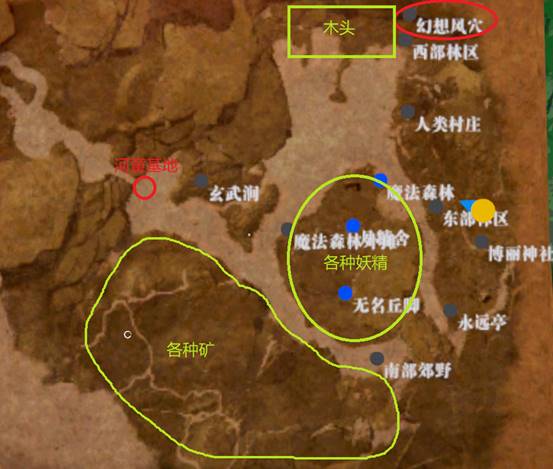 木头
幻想风穴
西部林区
人类村庄
河童基地
玄武涧
魔法森林
东部林区
魔法森林小
舍
博丽神社
各种妖精
无名丘
永远亭
各种矿
南部郊野